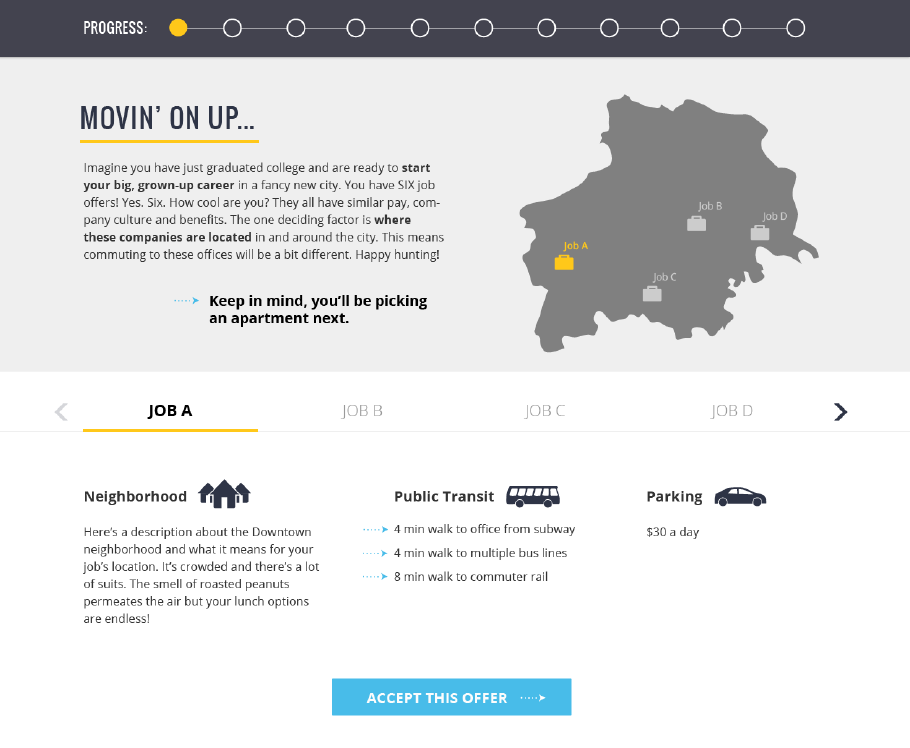 PROGRESS:
MOVIN' ON UP...
Imagine you have just graduated college and are ready to start
your big, grown-up career in a fancy new city. You have SIX job
offers! Yes. Six. How cool are you? They all have similar pay, com-
pany culture and benefits. The one deciding factor is where
these companies are located in and around the city. This means
commuting to these offices will be a bit different. Happy hunting!
Keep in mind, you'll be picking
an apartment next.
Job B
Job D
Job A
Job C
JOB A
JOB B
JOB C
JOB D
Neighborhood
Here's a description about the Downtown
neighborhood and what it means for your
job's location. It's crowded and there's a lot
of suits. The smell of roasted peanuts
permeates the air but your lunch options
are endless!
Public Transit
4 min walk to office from subway
4 min walk to multiple bus lines
8 min walk to commuter rail
Parking
$30 a day
ACCEPT THIS OFFER